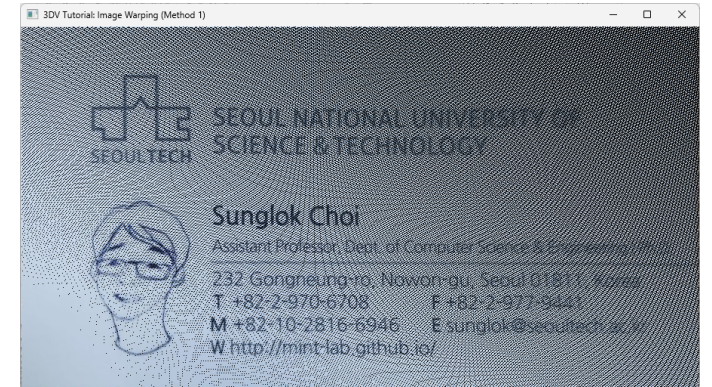 3DV Tutorial: Image Warping (Method 1)
SEOUL NATIONAL UNIVERSITY OF
SCIENCE & TECHNOLOGY
SEOULTECH
Sunglok Choi
Assistant Professor, Dept. of Computer Science & Engineering
232 Gongneung-ro, Nowon-gu, Seoul 01811, Korea
T +82-2-970-6708 F +82-2-977-9441
M +82-10-2816-6946 E sunglok@seoultech.ac.kr
W http://mint-lab.github.io/